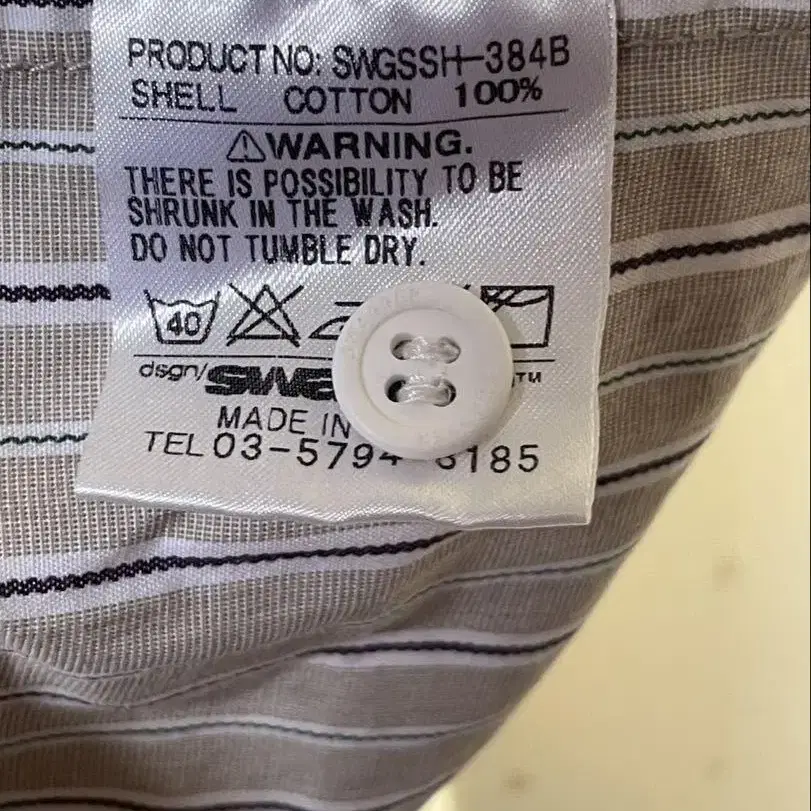 PRODUCT NO: SWGSSH-384B
SHELL COTTON 100%
⚠WARNING.
THERE IS POSSIBILITY TO BE
SHRUNK IN THE WASH.
DO NOT TUMBLE DRY.
40
dsgn/ TM
MADE IN
TEL 03-5794 185